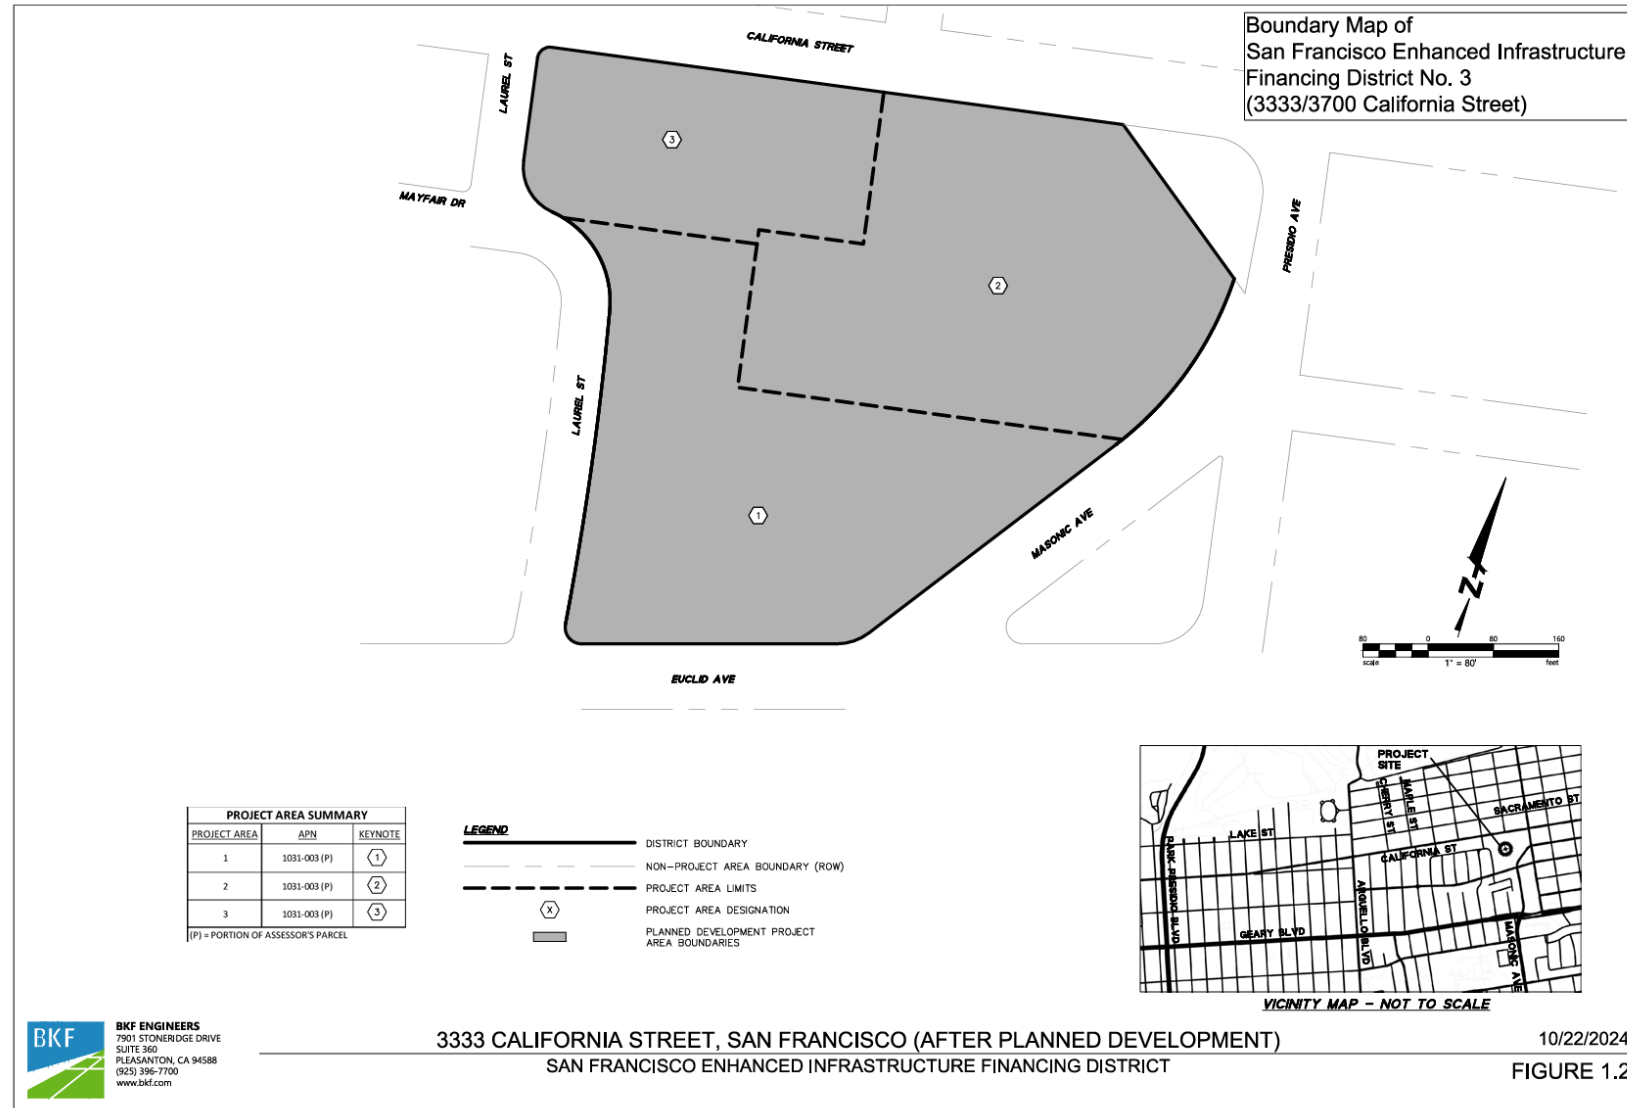 Boundary Map of
San Francisco Enhanced Infrastructure
Financing District No. 3
(3333/3700 California Street)
CALIFORNIA STREET
LAUREL ST
3
MAYFAIR DR
PRESIDIO AVE
2
LAUREL ST
1
MASONIC AVE
EUCLID AVE
N
80 0 80 160
scale 1" = 80' feet
PROJECT AREA SUMMARY
PROJECT AREA APN KEYNOTE
1 1031-003 (P) 1
2 1031-003 (P) 2
3 1031-003 (P) 3
(P) = PORTION OF ASSESSOR'S PARCEL
LEGEND
DISTRICT BOUNDARY
NON-PROJECT AREA BOUNDARY (ROW)
PROJECT AREA LIMITS
X PROJECT AREA DESIGNATION
PLANNED DEVELOPMENT PROJECT
AREA BOUNDARIES
PROJECT
SITE
CHERRY ST
MAPLE ST
SACRAMENTO ST
LAKE ST
CALIFORNIA ST
PARK PRESIDIO BLVD
ARGUELLO BLVD
GEARY BLVD
MASONIC AVE
VICINITY MAP - NOT TO SCALE
BKF
BKF ENGINEERS
7901 STONERIDGE DRIVE
SUITE 360
PLEASANTON, CA 94588
(925) 396-7700
www.bkf.com
3333 CALIFORNIA STREET, SAN FRANCISCO (AFTER PLANNED DEVELOPMENT)
SAN FRANCISCO ENHANCED INFRASTRUCTURE FINANCING DISTRICT
10/22/2024
FIGURE 1.2